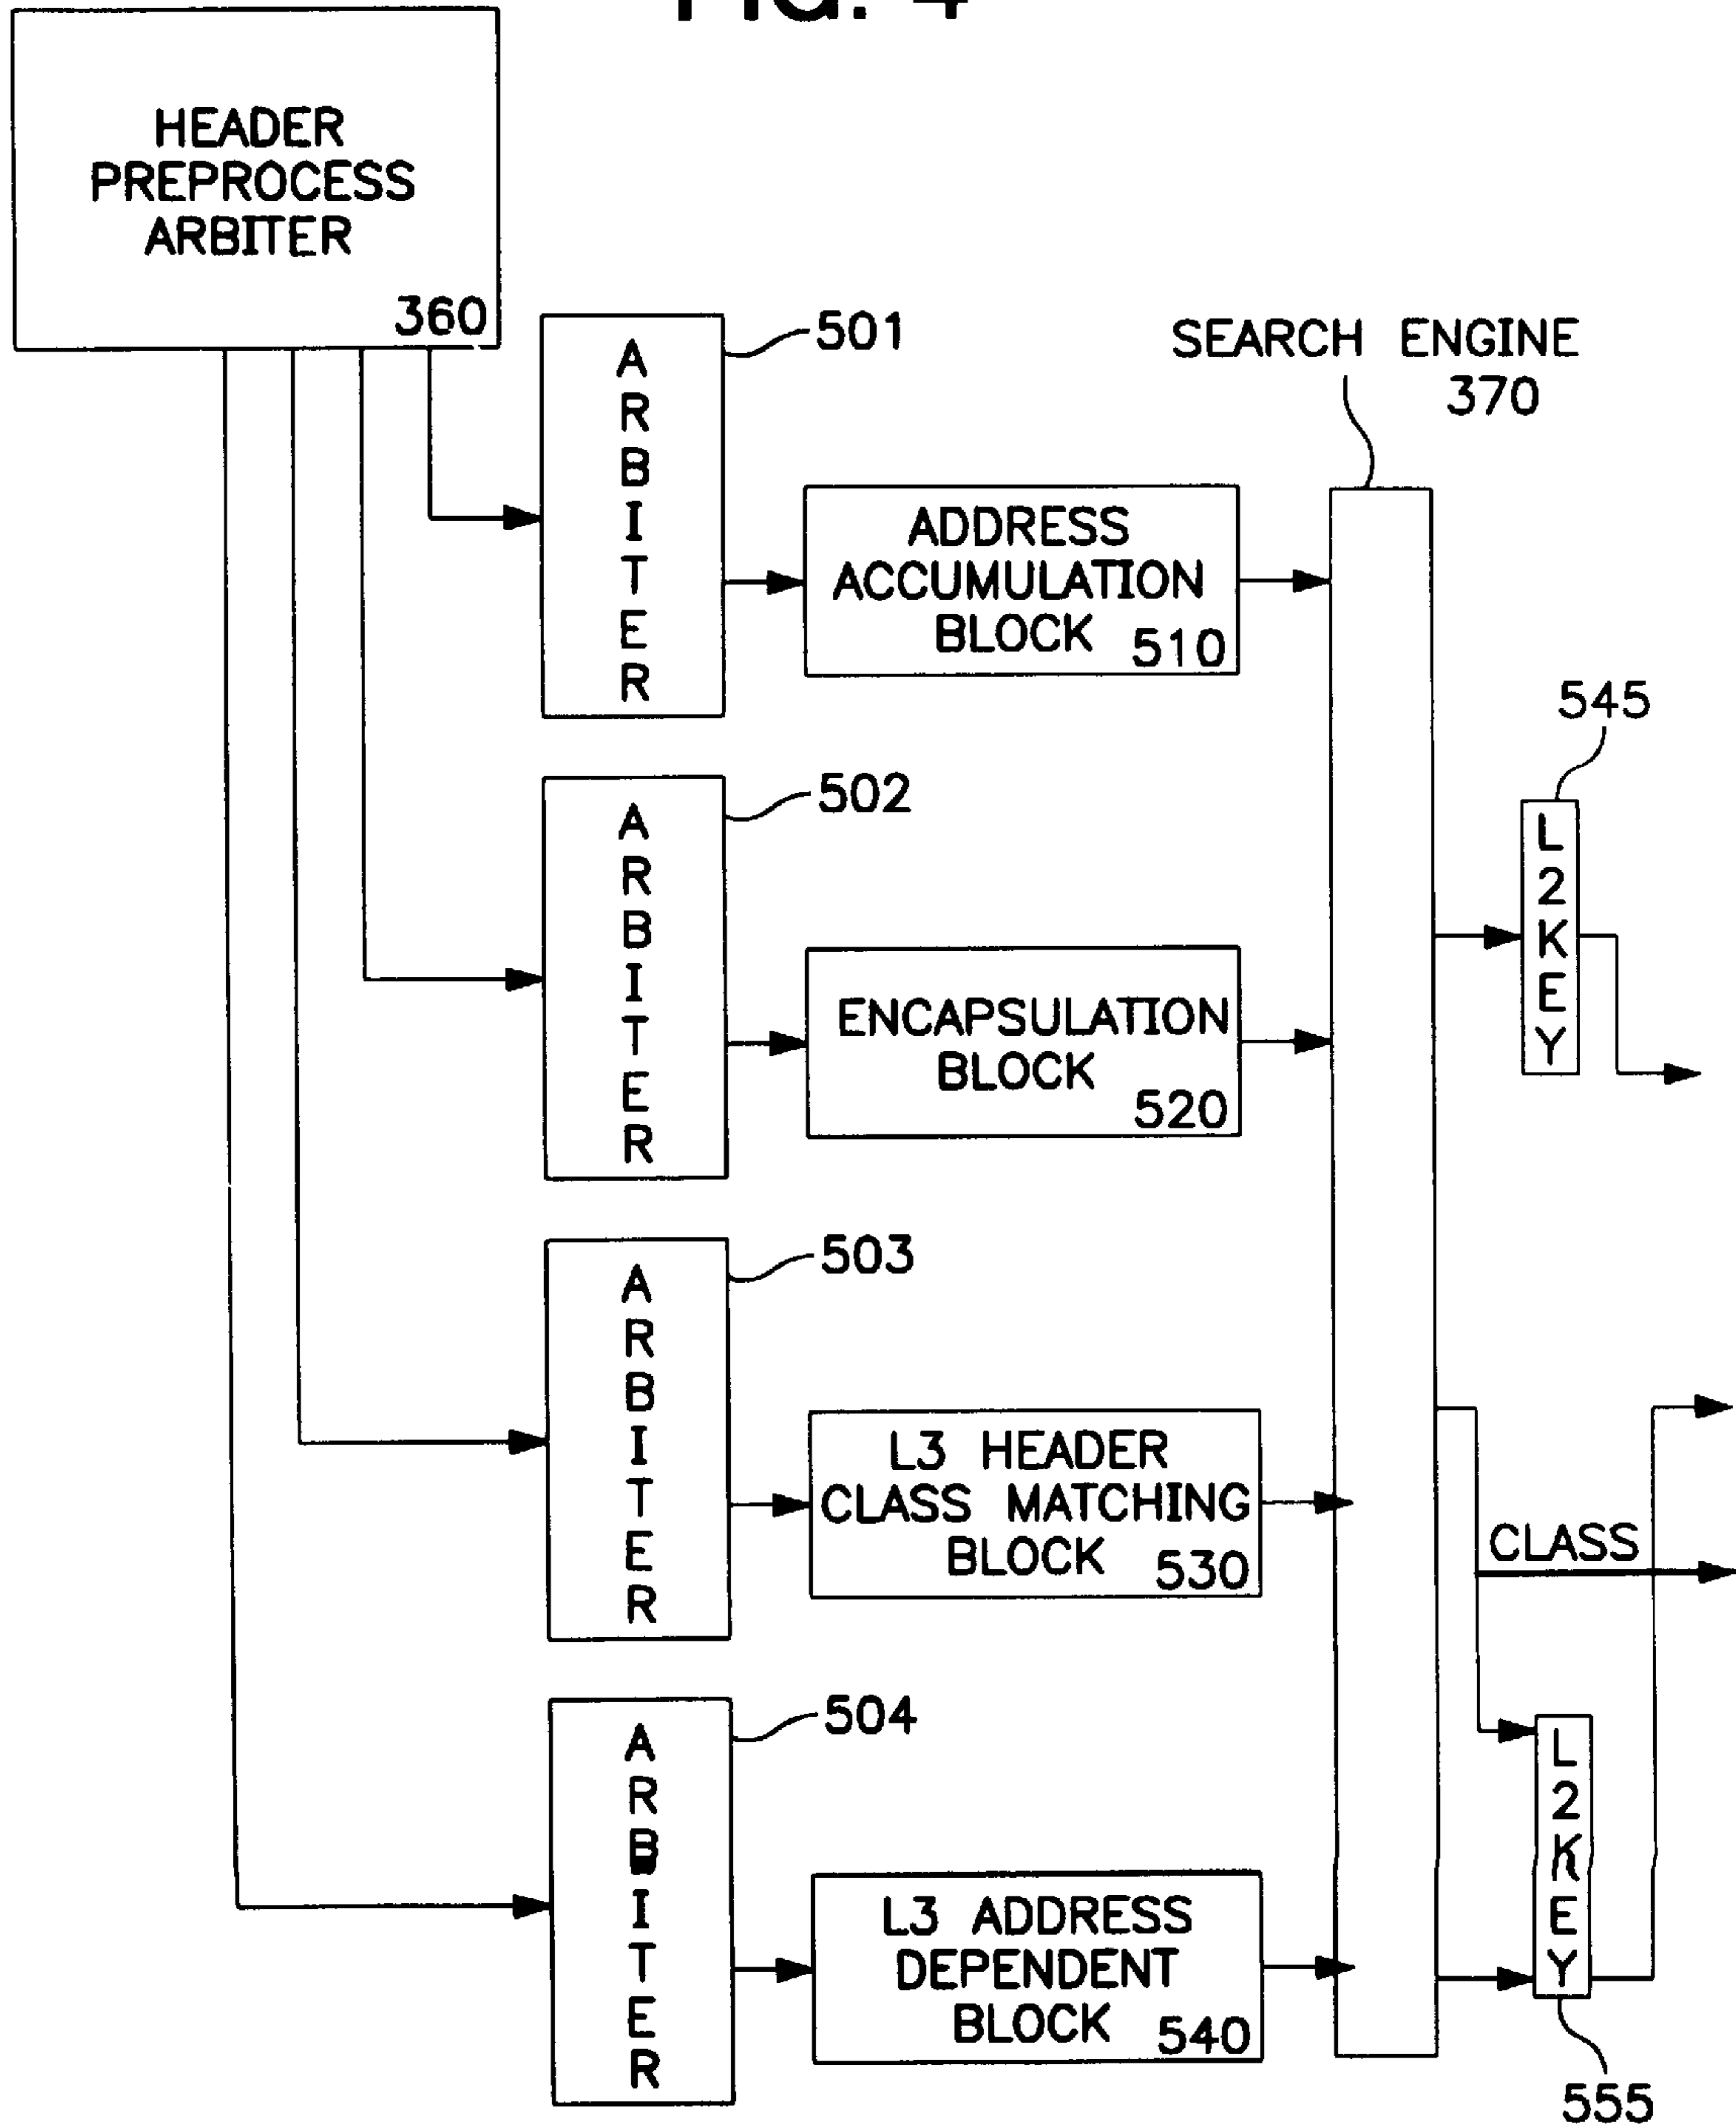 FIG. 4
HEADER
PREPROCESS
ARBITER
360
ARBITER
501
SEARCH ENGINE
370
ADDRESS
ACCUMULATION
BLOCK 510
545
L2KEY
ARBITER
502
ENCAPSULATION
BLOCK
520
ARBITER
503
L3 HEADER
CLASS MATCHING
BLOCK 530
CLASS
ARBITER
504
L3 ADDRESS
DEPENDENT
BLOCK 540
L2KEY
555